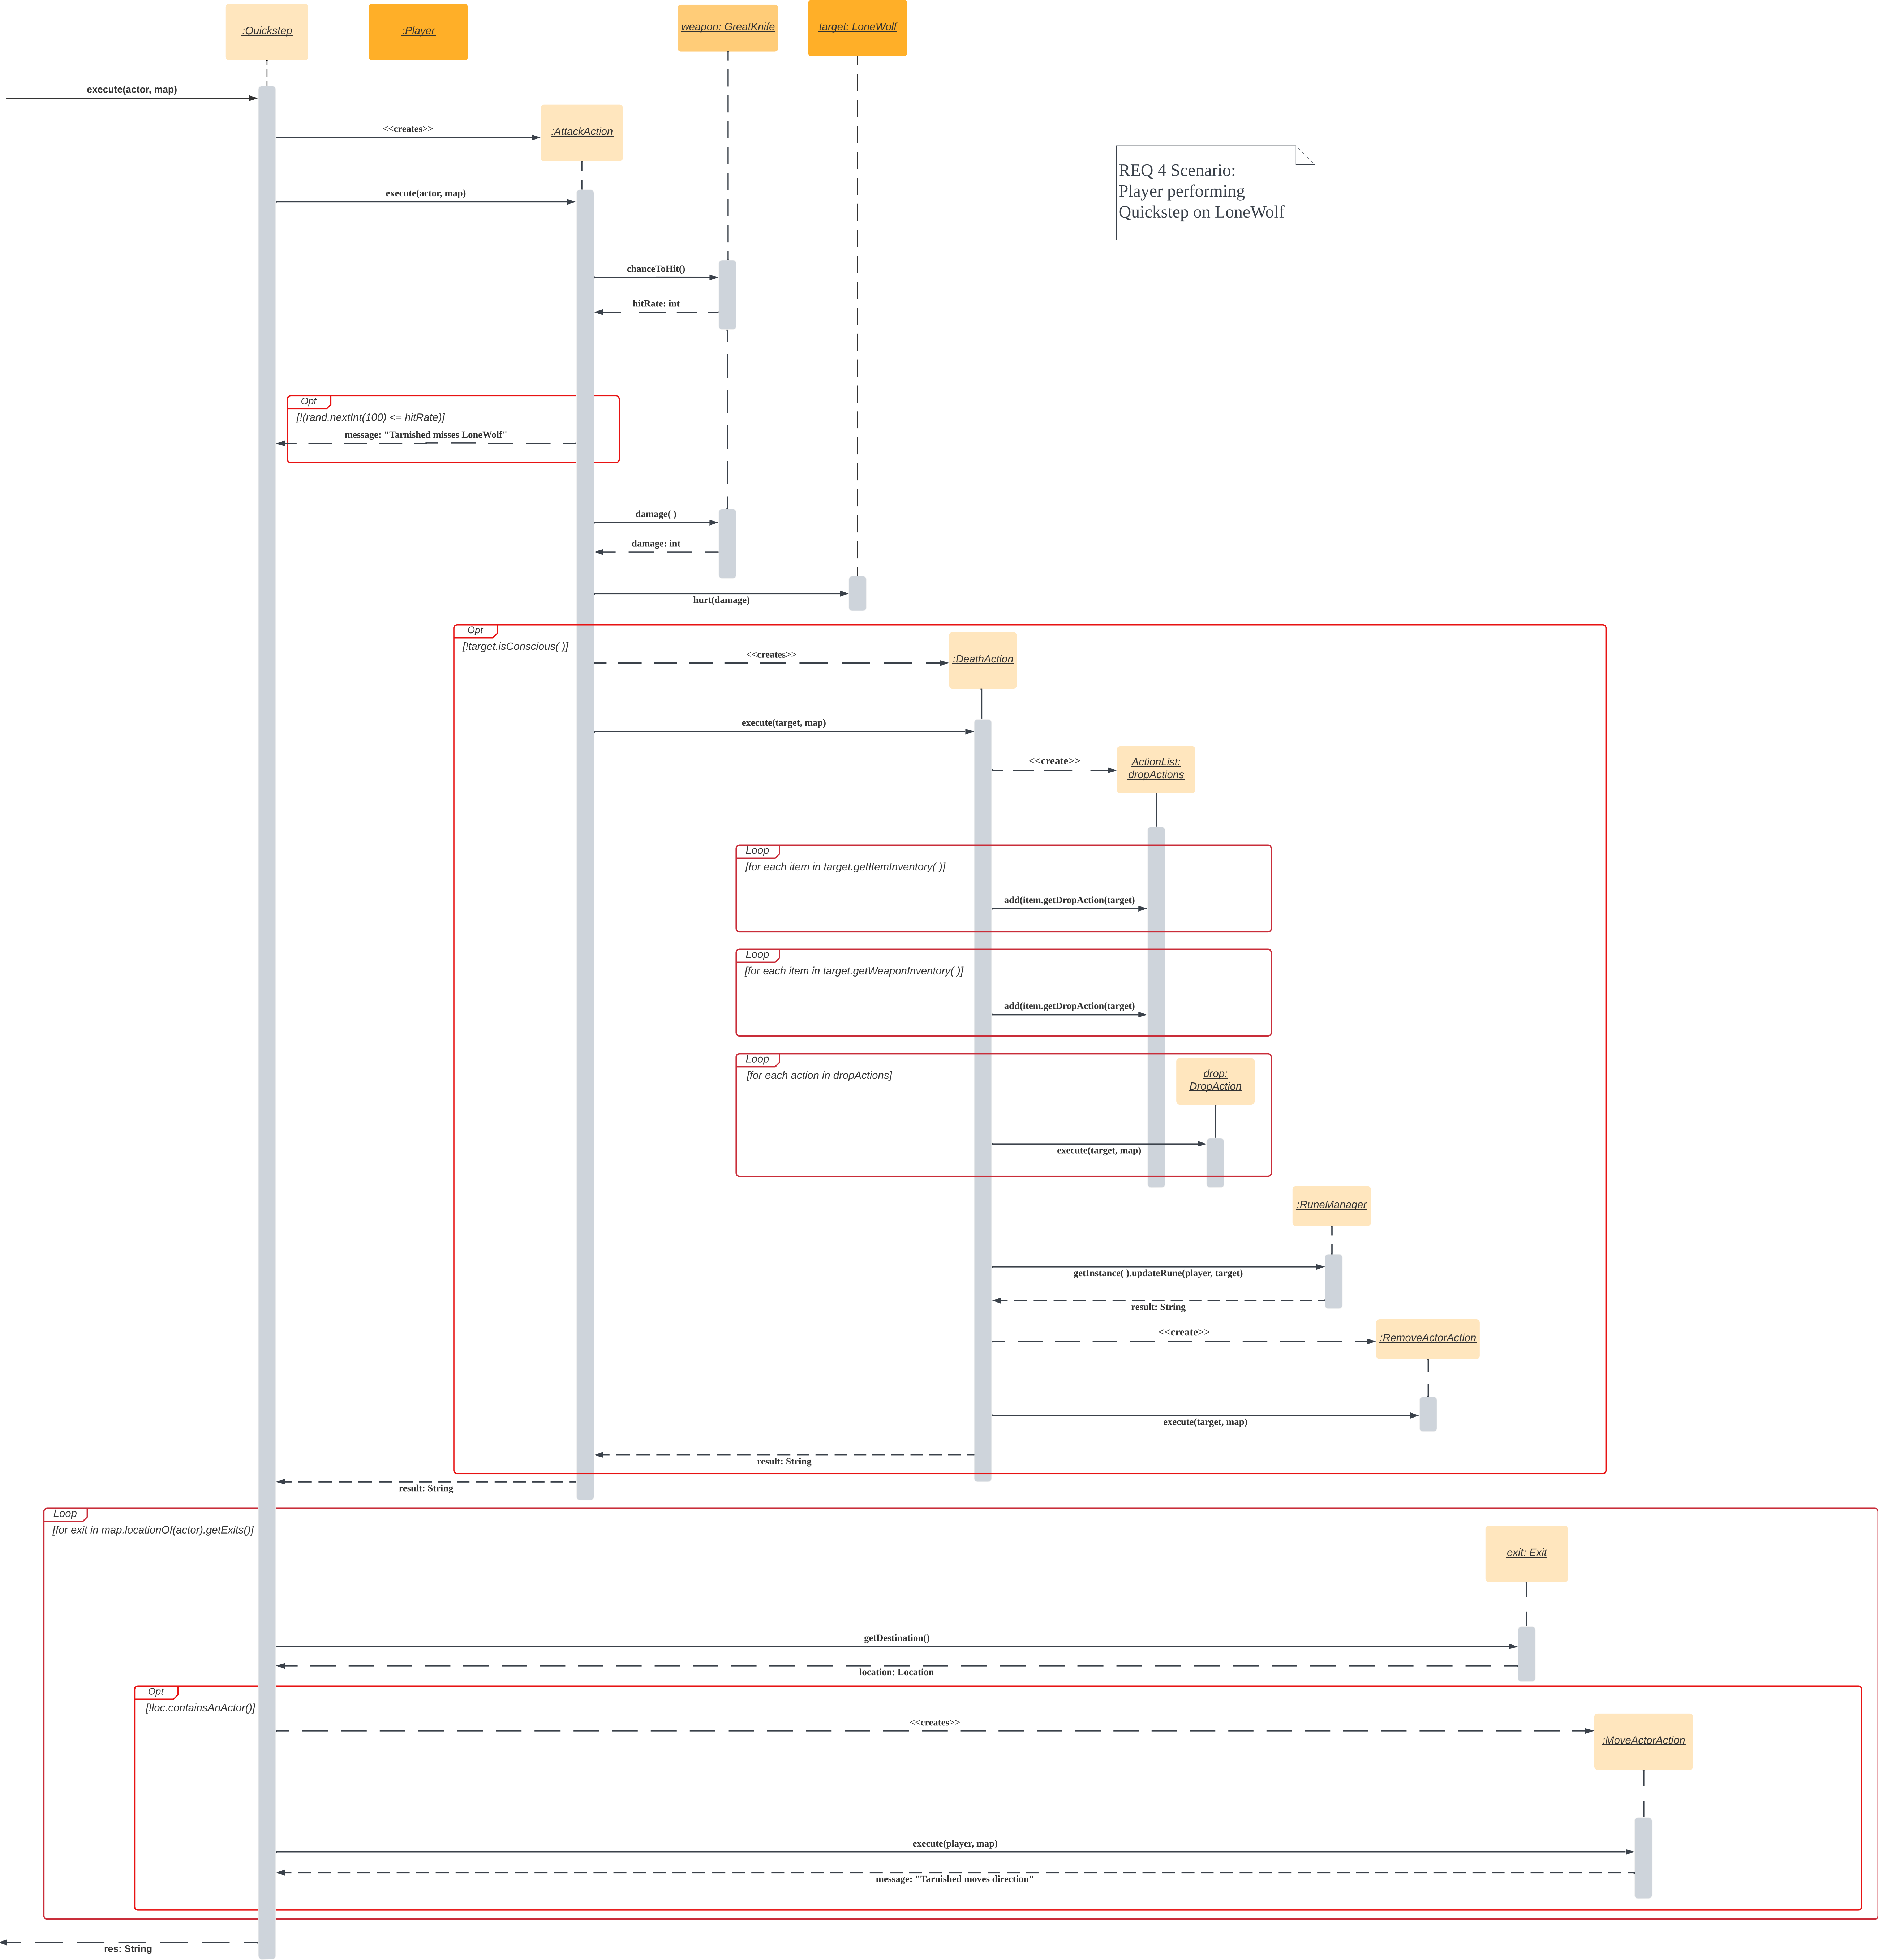 :Quickstep
:Player
weapon: GreatKnife
target: LoneWolf
execute(actor, map)
<<creates>>
:AttackAction
REQ 4 Scenario:
Player performing
Quickstep on LoneWolf
execute(actor, map)
chanceToHit()
hitRate: int
Opt
[!(rand.nextInt(100) <= hitRate)]
message: "Tarnished misses LoneWolf"
damage( )
damage: int
hurt(damage)
Opt
[!target.isConscious( )]
<<creates>>
:DeathAction
execute(target, map)
<<create>>
ActionList:
dropActions
Loop
[for each item in target.getItemInventory( )]
add(item.getDropAction(target)
Loop
[for each item in target.getWeaponInventory( )]
add(item.getDropAction(target)
Loop
[for each action in dropActions]
drop:
DropAction
execute(target, map)
:RuneManager
getInstance( ).updateRune(player, target)
result: String
<<create>>
:RemoveActorAction
execute(target, map)
result: String
result: String
Loop
[for exit in map.locationOf(actor).getExits()]
exit: Exit
getDestination()
location: Location
Opt
[!loc.containsAnActor()]
<<creates>>
:MoveActorAction
execute(player, map)
message: "Tarnished moves direction"
res: String